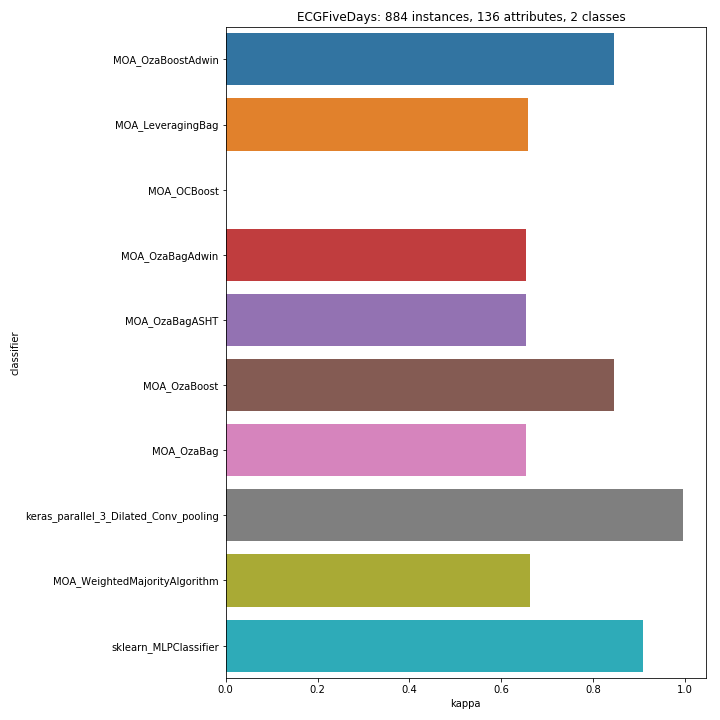 ECGFiveDays: 884 instances, 136 attributes, 2 classes
MOA_OzaBoostAdwin
MOA_LeveragingBag
MOA_OCBoost
MOA_OzaBagAdwin
MOA_OzaBagASHT
classifier
MOA_OzaBoost
MOA_OzaBag
keras_parallel_3_Dilated_Conv_pooling
MOA_WeightedMajorityAlgorithm
sklearn_MLPClassifier
0.0 0.2 0.4 0.6 0.8 1.0
kappa